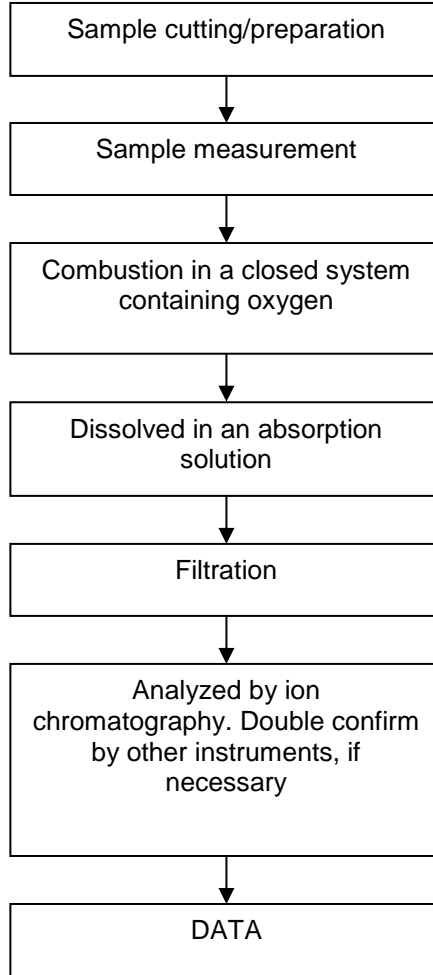 Sample cutting/preparation
Sample measurement
Combustion in a closed system
containing oxygen
Dissolved in an absorption
solution
Filtration
Analyzed by ion
chromatography. Double confirm
by other instruments, if
necessary
DATA